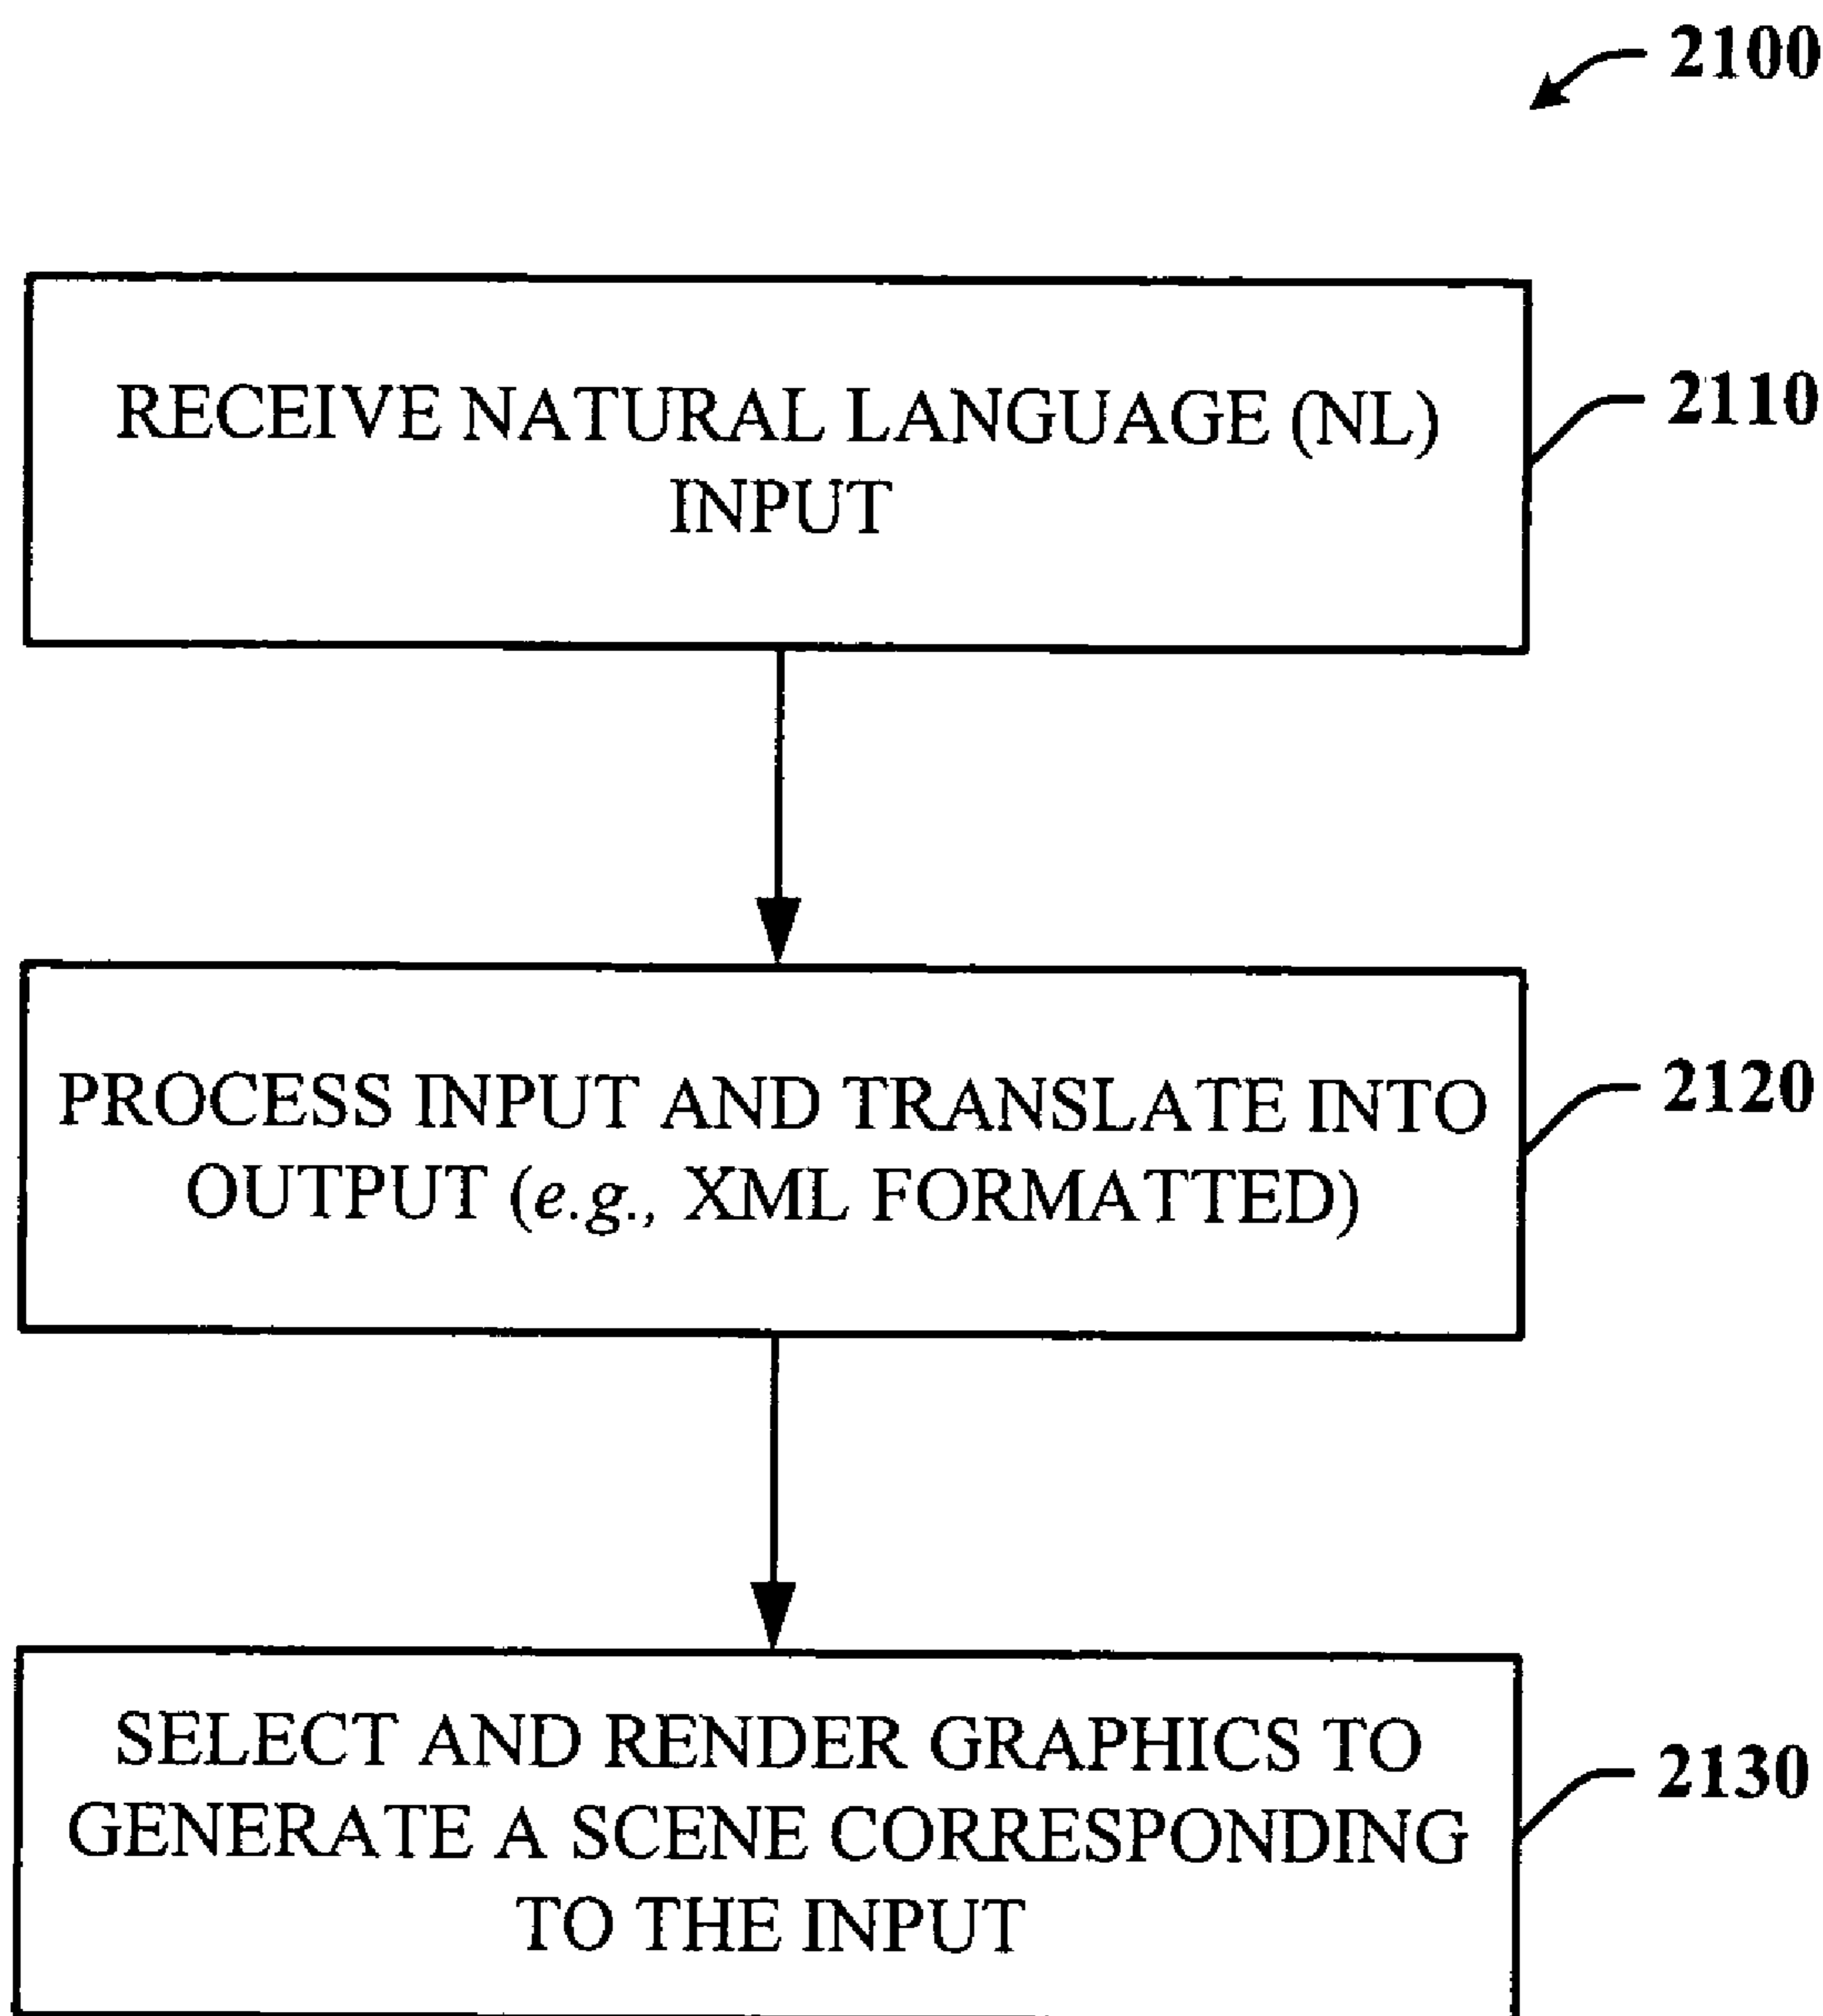 2100
RECEIVE NATURAL LANGUAGE (NL)
INPUT
2110
PROCESS INPUT AND TRANSLATE INTO
OUTPUT (e.g., XML FORMATTED)
2120
SELECT AND RENDER GRAPHICS TO
GENERATE A SCENE CORRESPONDING
TO THE INPUT
2130